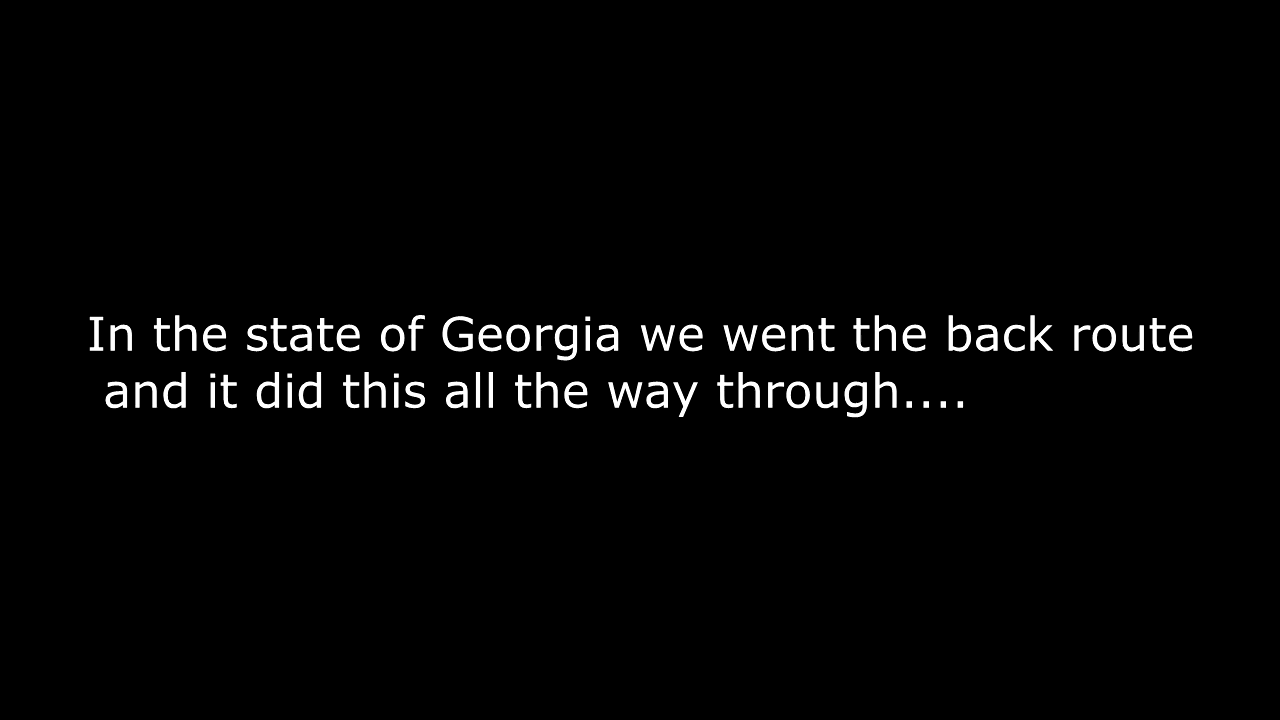 In the state of Georgia we went the back route
and it did this all the way through....